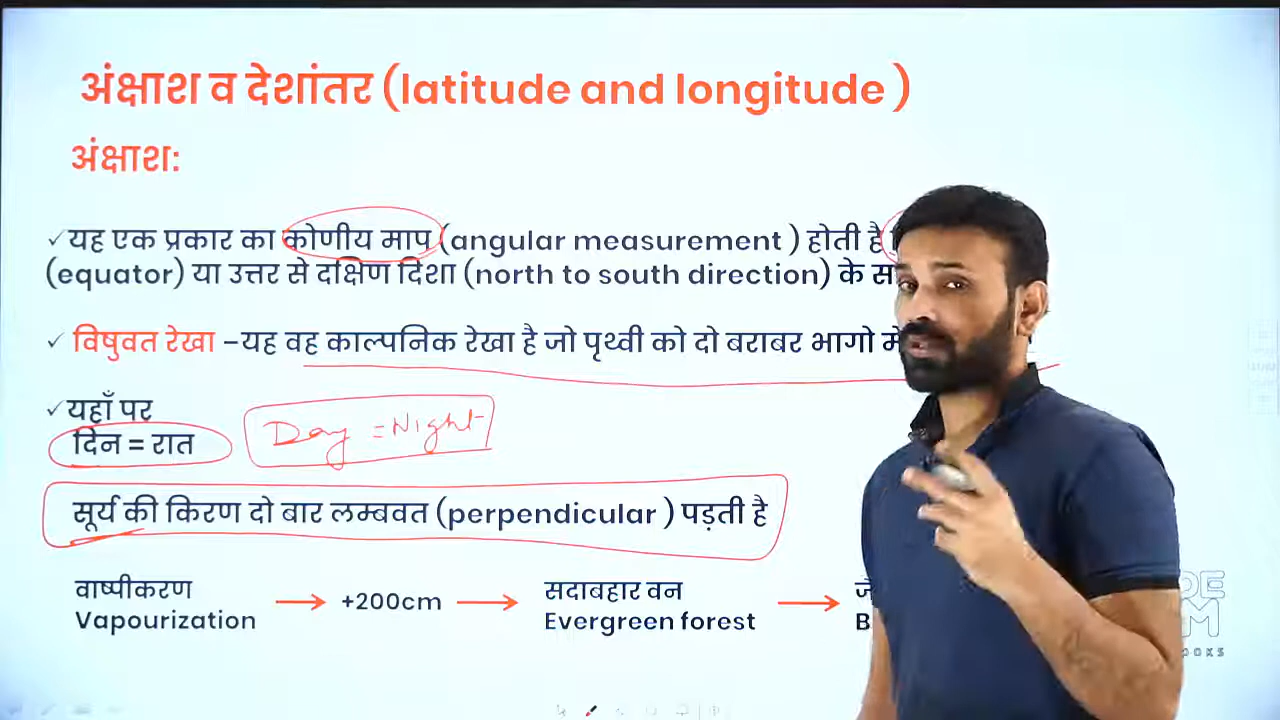 अंक्षाश व देशांतर (latitude and longitude )
अंक्षाश:
✓यह एक प्रकार का कोणीय माप (angular measurement ) होती है
(equator) या उत्तर से दक्षिण दिशा (north to south direction) के
✓ विषुवत रेखा –यह वह काल्पनिक रेखा है जो पृथ्वी को दो बराबर भागो मे
✓यहाँ पर
दिन = रात
Day = Night
सूर्य की किरण दो बार लम्बवत (perpendicular ) पड़ती है
वाष्पीकरण
Vapourization
+200cm
सदाबहार वन
Evergreen forest